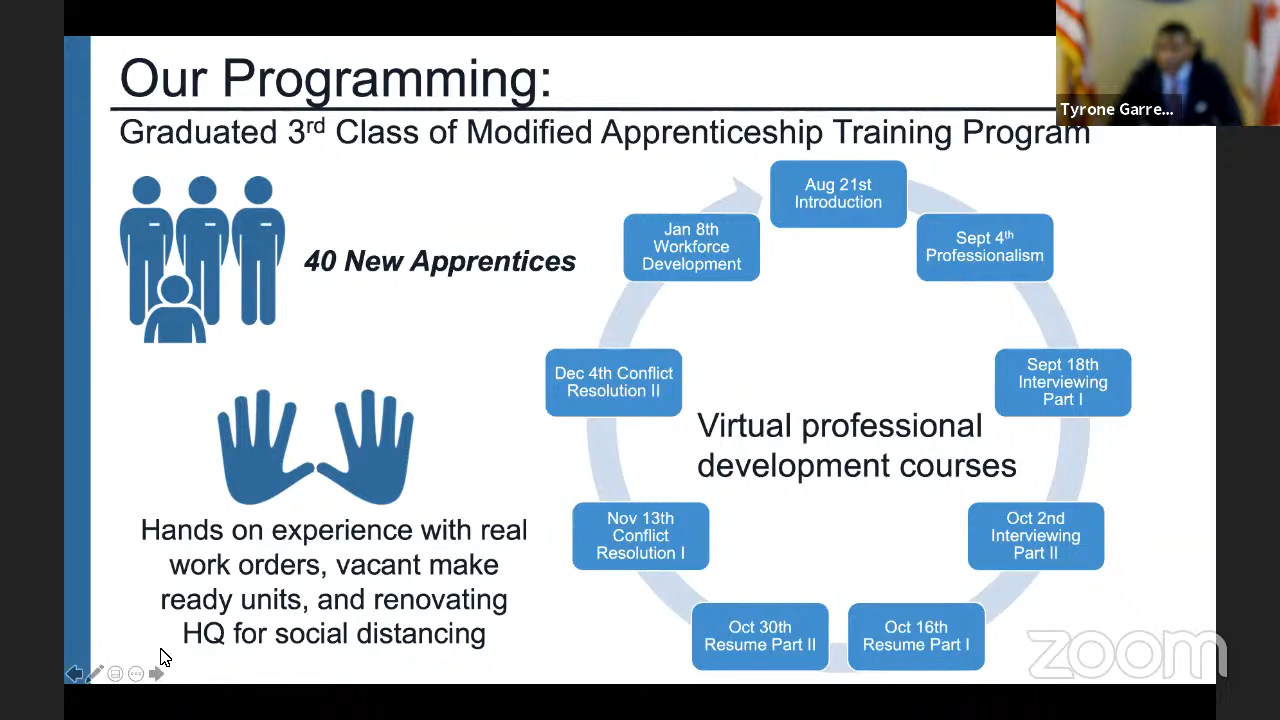 Our Programming:
Tyrone Garre...
Graduated 3rd Class of Modified Apprenticeship Training Program
40 New Apprentices
Hands on experience with real
work orders, vacant make
ready units, and renovating
HQ for social distancing
Aug 21st
Introduction
Sept 4th
Professionalism
Sept 18th
Interviewing
Part I
Oct 2nd
Interviewing
Part II
Oct 16th
Resume Part I
Oct 30th
Resume Part II
Nov 13th
Conflict
Resolution I
Dec 4th Conflict
Resolution II
Jan 8th
Workforce
Development
Virtual professional
development courses
zoom